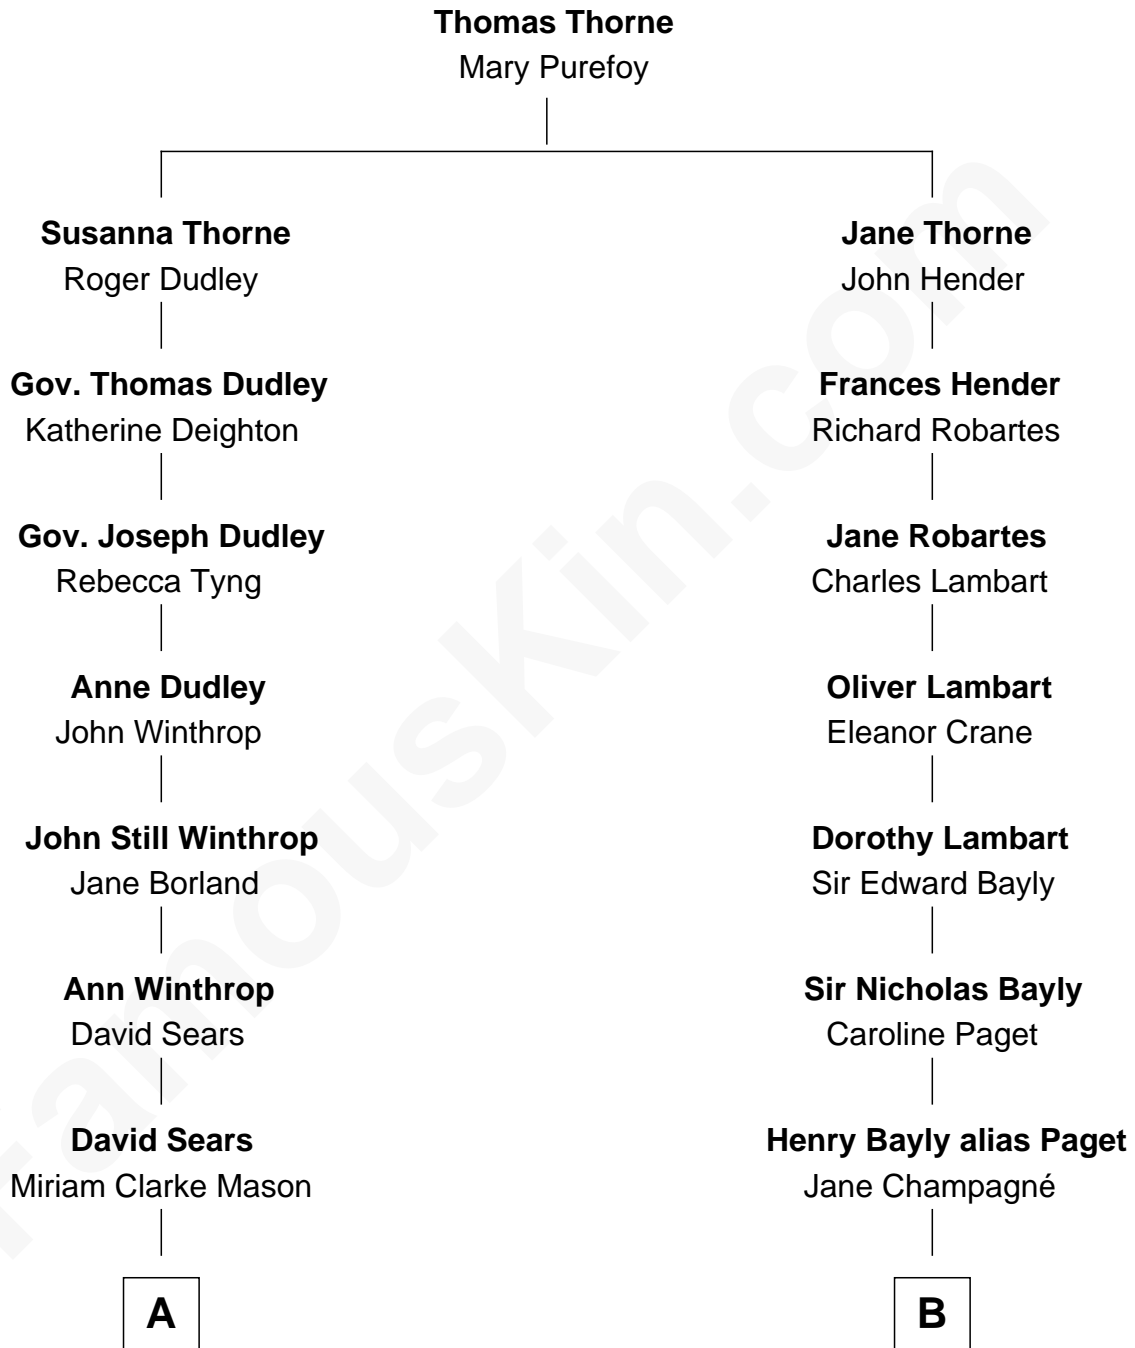 Thomas Thorne
Mary Purefoy
Susanna Thorne
Roger Dudley
Jane Thorne
John Hender
Gov. Thomas Dudley
Katherine Deighton
Frances Hender
Richard Robartes
Gov. Joseph Dudley
Rebecca Tyng
Jane Robartes
Charles Lambart
Anne Dudley
John Winthrop
Oliver Lambart
Eleanor Crane
John Still Winthrop
Jane Borland
Dorothy Lambart
Sir Edward Bayly
Ann Winthrop
David Sears
Sir Nicholas Bayly
Caroline Paget
David Sears
Miriam Clarke Mason
Henry Bayly alias Paget
Jane Champagné
A
B
FamousKin.com